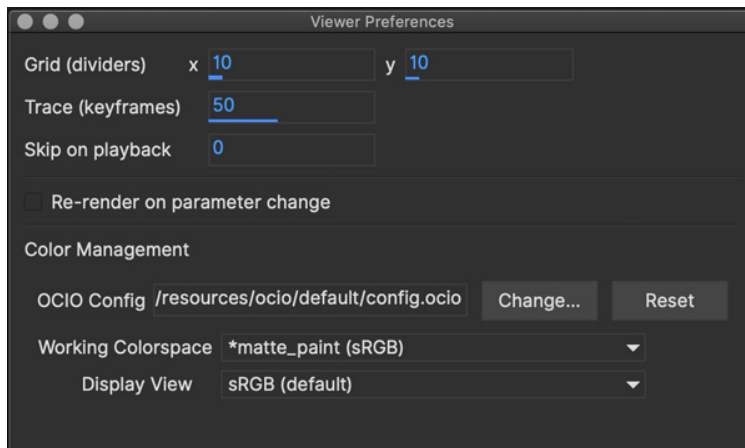 Viewer Preferences
Grid (dividers) x 10 y 10
Trace (keyframes) 50
Skip on playback 0
Re-render on parameter change
Color Management
OCIO Config /resources/ocio/default/config.ocio Change... Reset
Working Colorspace *matte_paint (sRGB)
Display View sRGB (default)